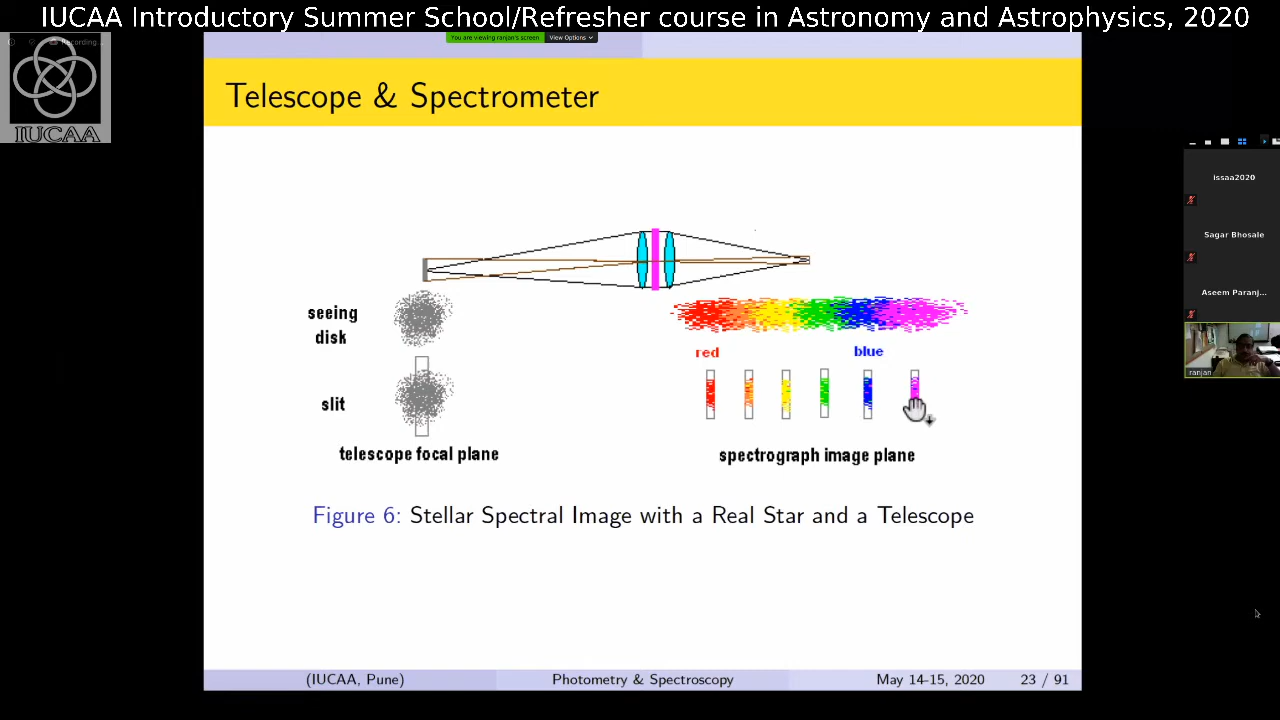 IUCAA Introductory Summer School/Refresher course in Astronomy and Astrophysics, 2020
Recording...
You are viewing ranjan's screen
View Options
IUCAA
Telescope & Spectrometer
issaa2020
Sagar Bhosale
Aseem Paranj...
ranjan
seeing
disk
red
blue
slit
telescope focal plane
spectrograph image plane
Figure 6: Stellar Spectral Image with a Real Star and a Telescope
(IUCAA, Pune)
Photometry & Spectroscopy
May 14-15, 2020
23 / 91